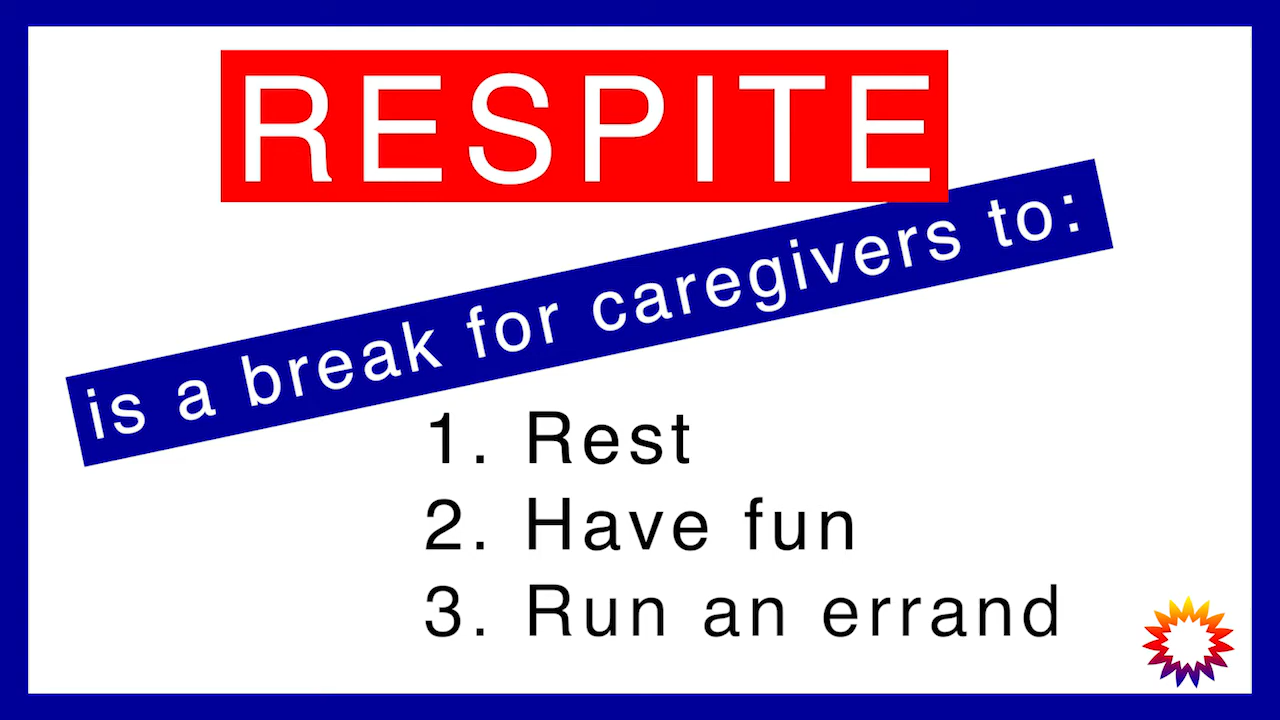 RESPITE
is a break for caregivers to:
1. Rest
2. Have fun
3. Run an errand